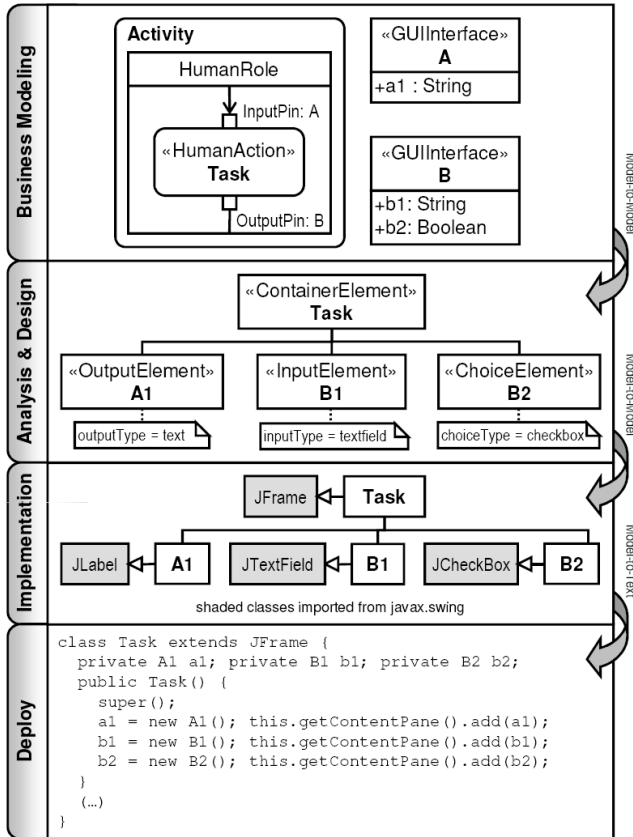 Business Modeling
Activity
HumanRole
InputPin: A
«HumanAction»
Task
OutputPin: B
«GUIInterface»
A
+a1 : String
«GUIInterface»
B
+b1: String
+b2: Boolean
Model-to-Model
Analysis & Design
«ContainerElement»
Task
«OutputElement»
A1
«InputElement»
B1
«ChoiceElement»
B2
outputType = text
inputType = textfield
choiceType = checkbox
Model-to-Model
Implementation
JFrame
Task
JLabel
A1
JTextField
B1
JCheckBox
B2
shaded classes imported from javax.swing
Model-to-Text
Deploy
class Task extends JFrame {
private A1 a1; private B1 b1; private B2 b2;
public Task() {
super();
a1 = new A1(); this.getContentPane().add(a1);
b1 = new B1(); this.getContentPane().add(b1);
b2 = new B2(); this.getContentPane().add(b2);
}
(…)
}